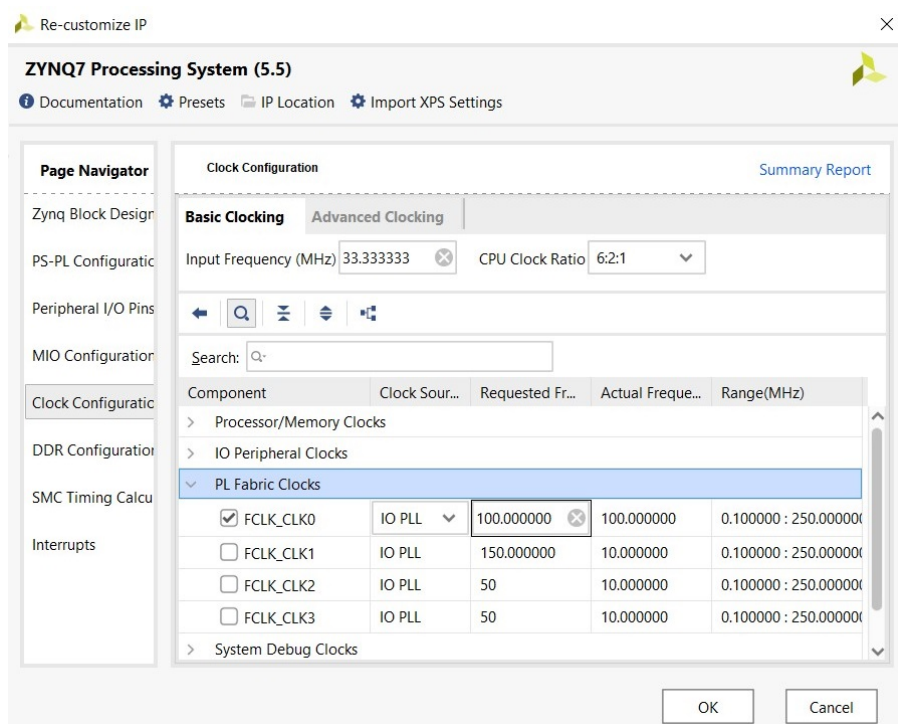 Re-customize IP
ZYNQ7 Processing System (5.5)
Documentation Presets IP Location Import XPS Settings
Page Navigator
Zynq Block Design
PS-PL Configuratic
Peripheral I/O Pins
MIO Configuration
Clock Configuratic
DDR Configuration
SMC Timing Calcu
Interrupts
Clock Configuration Summary Report
Basic Clocking Advanced Clocking
Input Frequency (MHz) 33.333333 CPU Clock Ratio 6:2:1
Search:
Component Clock Sour... Requested Fr... Actual Freque... Range(MHz)
Processor/Memory Clocks
IO Peripheral Clocks
PL Fabric Clocks
FCLK_CLK0 IO PLL 100.000000 100.000000 0.100000 : 250.000000
FCLK_CLK1 IO PLL 150.000000 10.000000 0.100000 : 250.000000
FCLK_CLK2 IO PLL 50 10.000000 0.100000 : 250.000000
FCLK_CLK3 IO PLL 50 10.000000 0.100000 : 250.000000
System Debug Clocks
OK Cancel